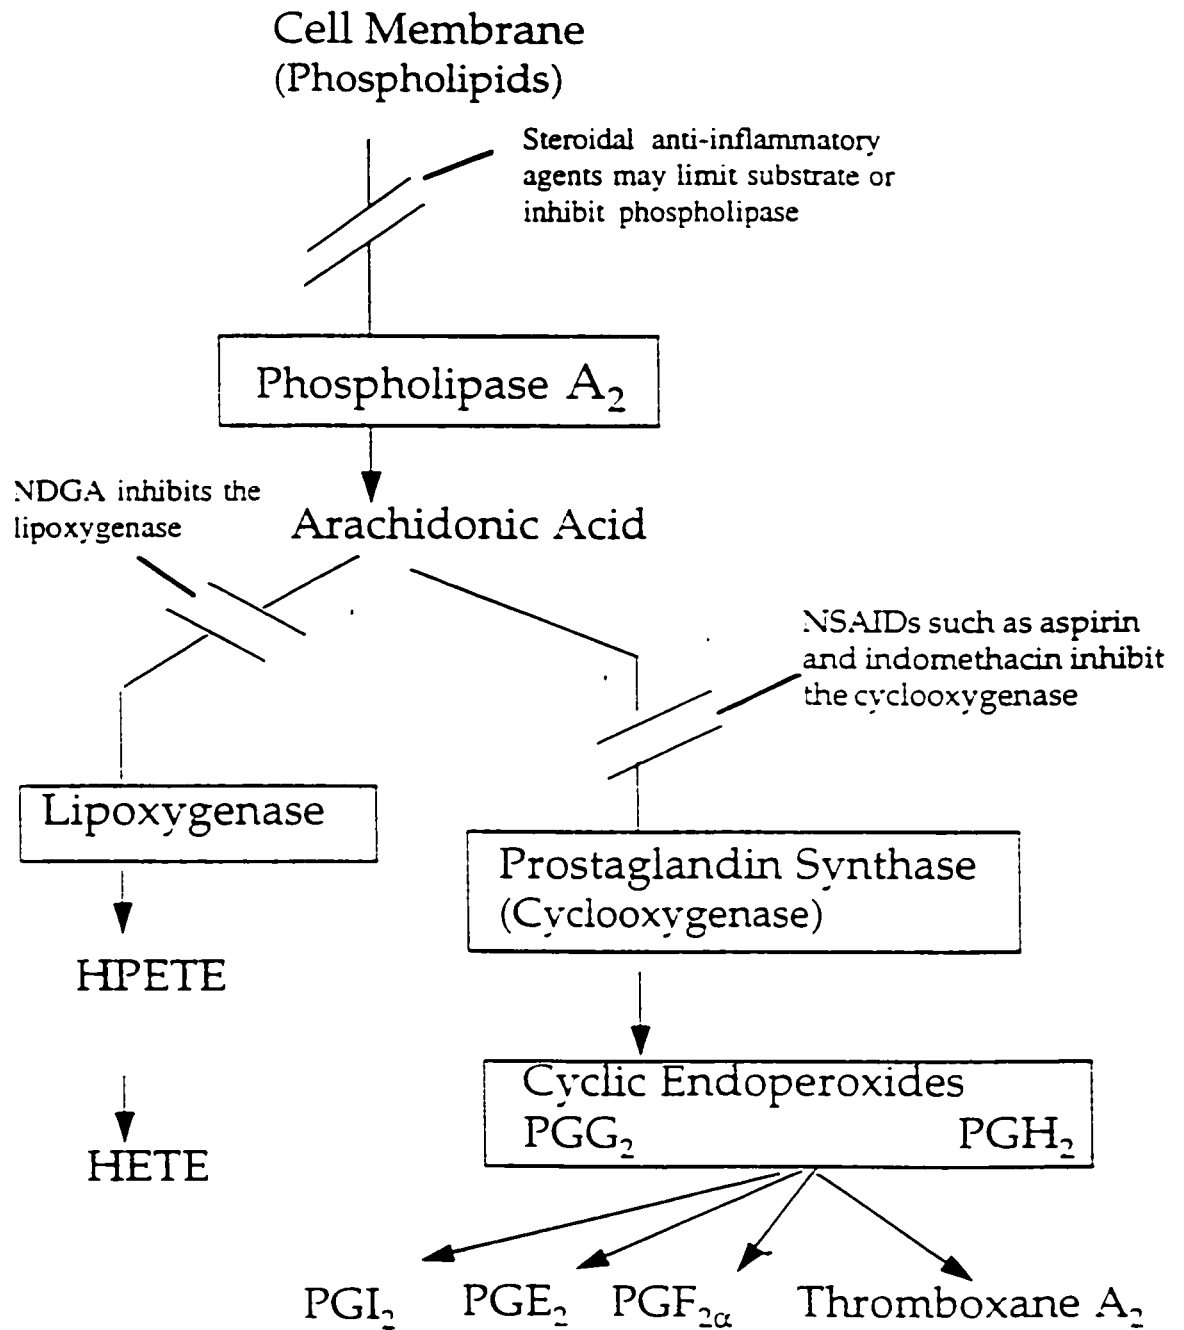 Cell Membrane
(Phospholipids)
Steroidal anti-inflammatory
agents may limit substrate or
inhibit phospholipase
Phospholipase A₂
NDGA inhibits the
lipoxygenase
Arachidonic Acid
NSAIDs such as aspirin
and indomethacin inhibit
the cyclooxygenase
Lipoxygenase
Prostaglandin Synthase
(Cyclooxygenase)
HPETE
Cyclic Endoperoxides
PGG₂ PGH₂
HETE
PGI₂ PGE₂ PGF₂α Thromboxane A₂